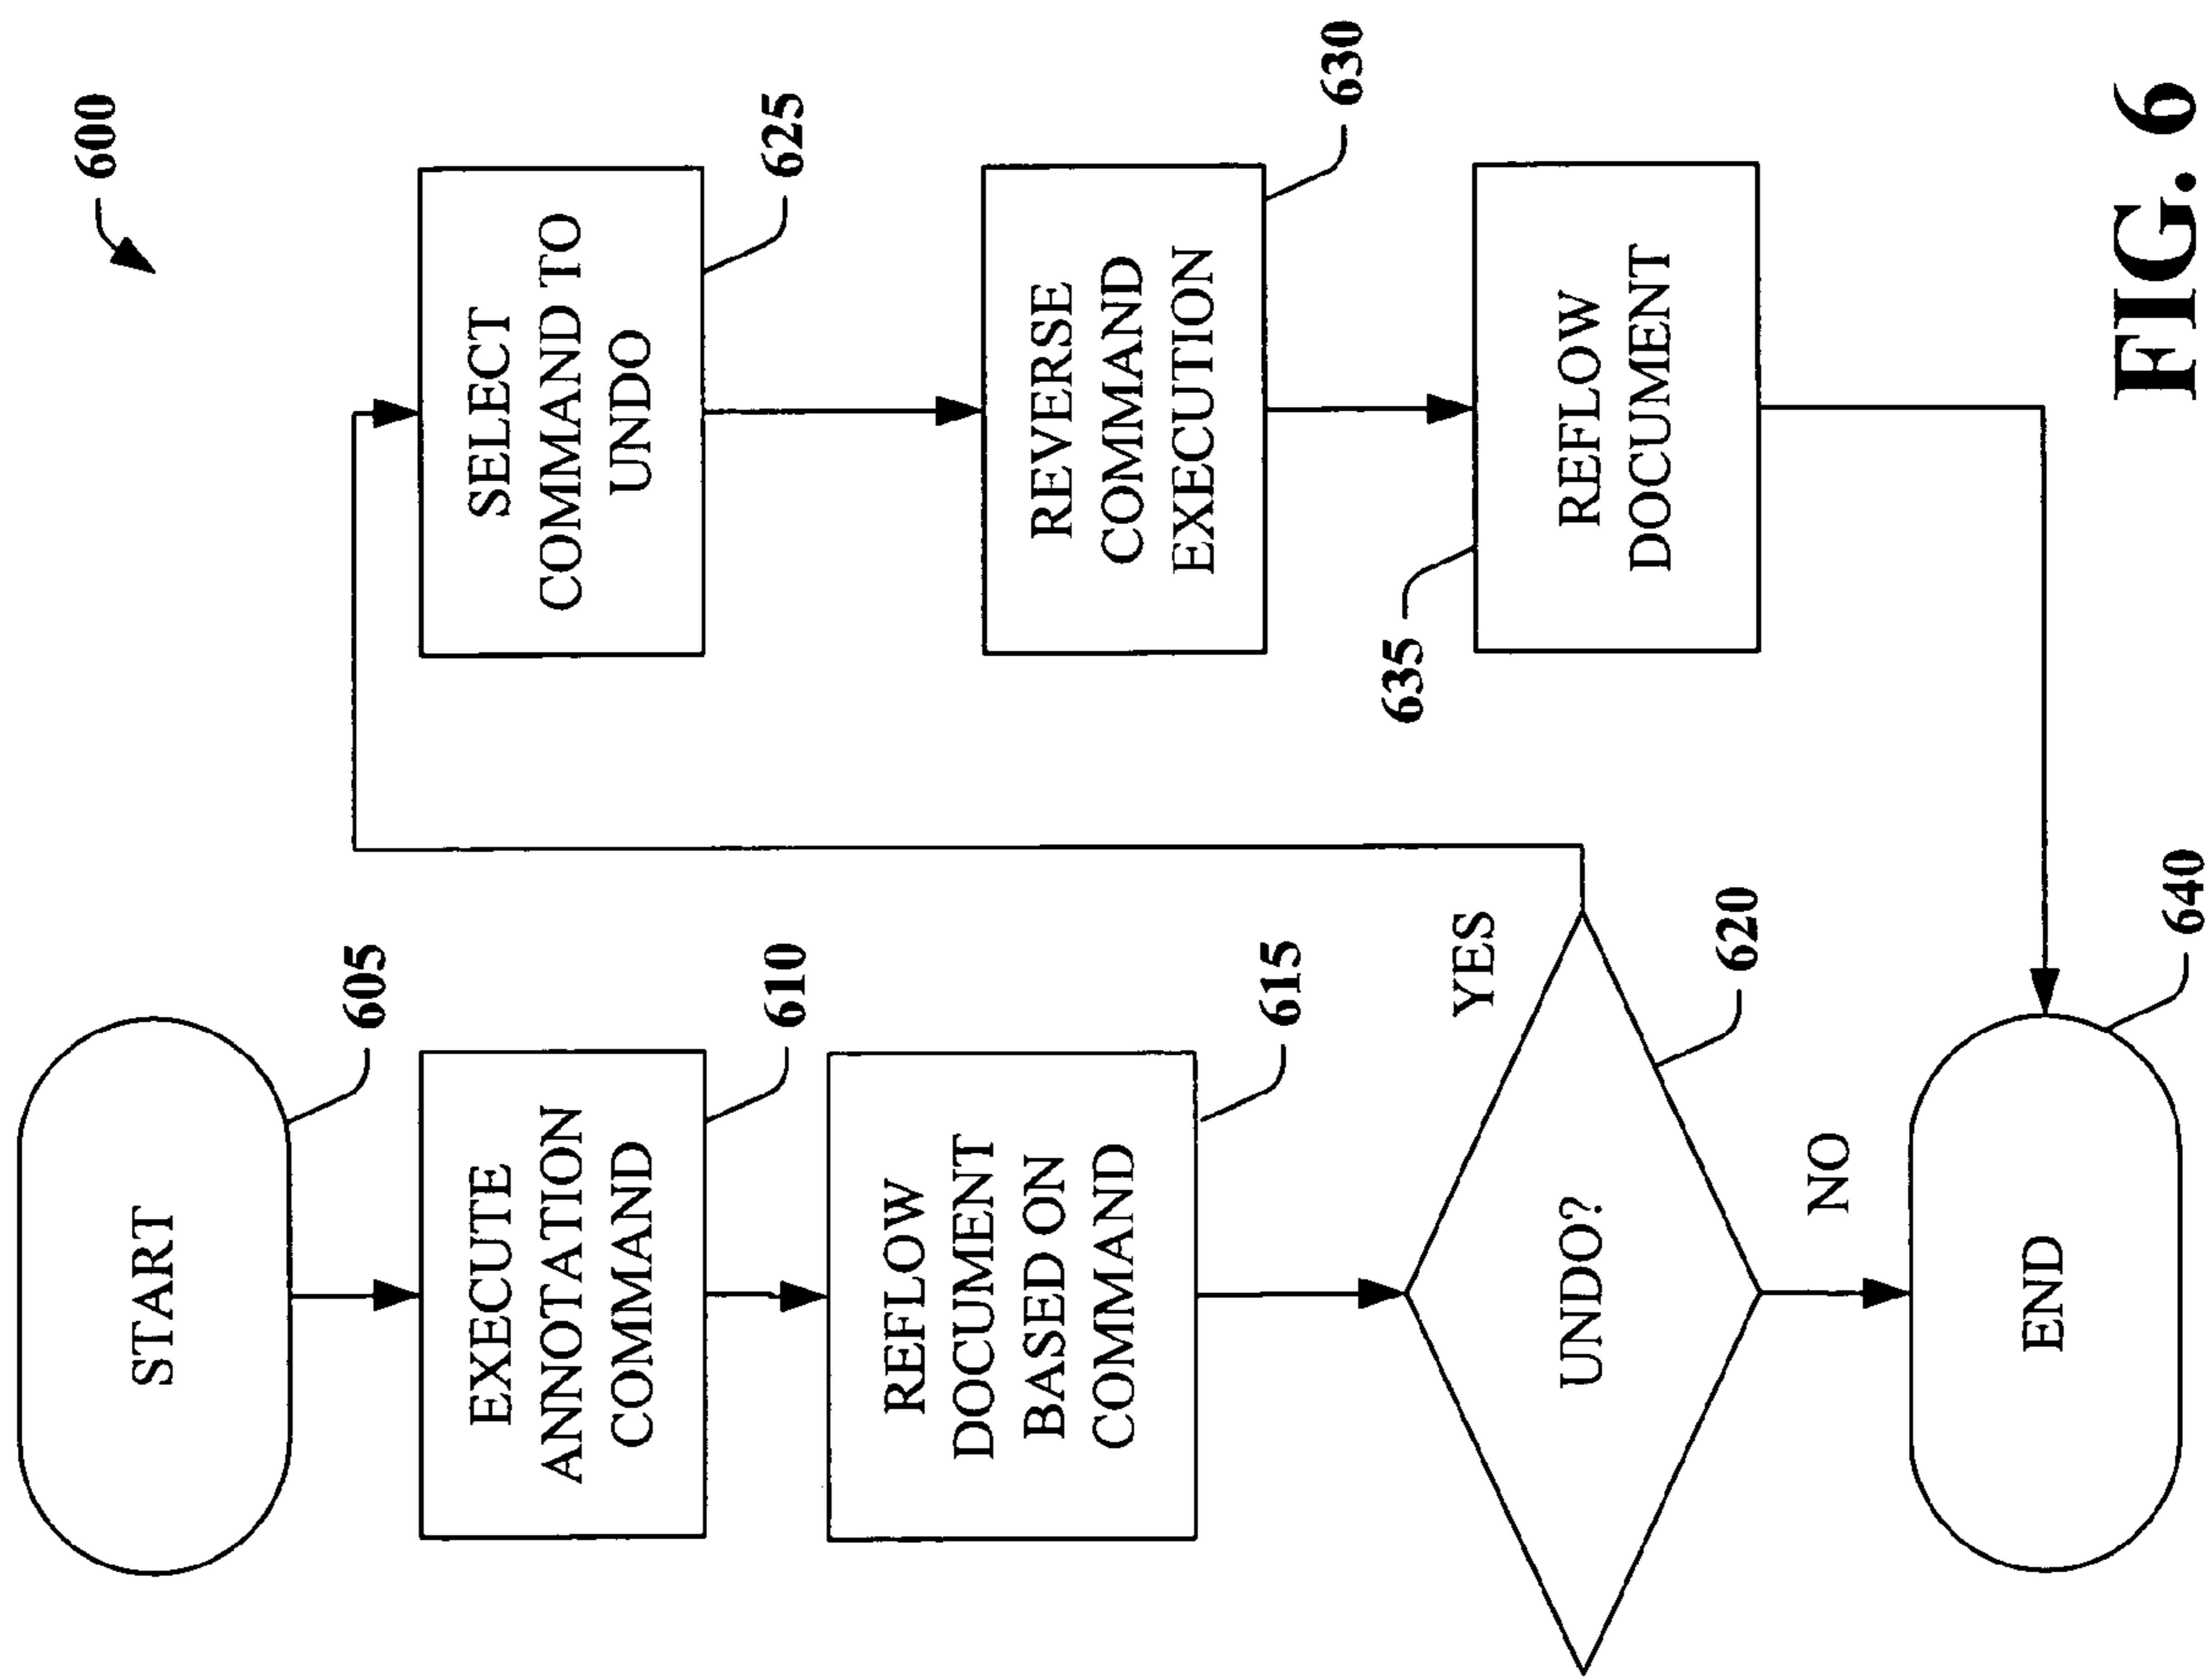 600
START
605
EXECUTE
ANNOTATION
COMMAND
610
REFLOW
DOCUMENT
BASED ON
COMMAND
615
UNDO?
620
YES
NO
SELECT
COMMAND TO
UNDO
625
REVERSE
COMMAND
EXECUTION
630
REFLOW
DOCUMENT
635
END
640
FIG. 6